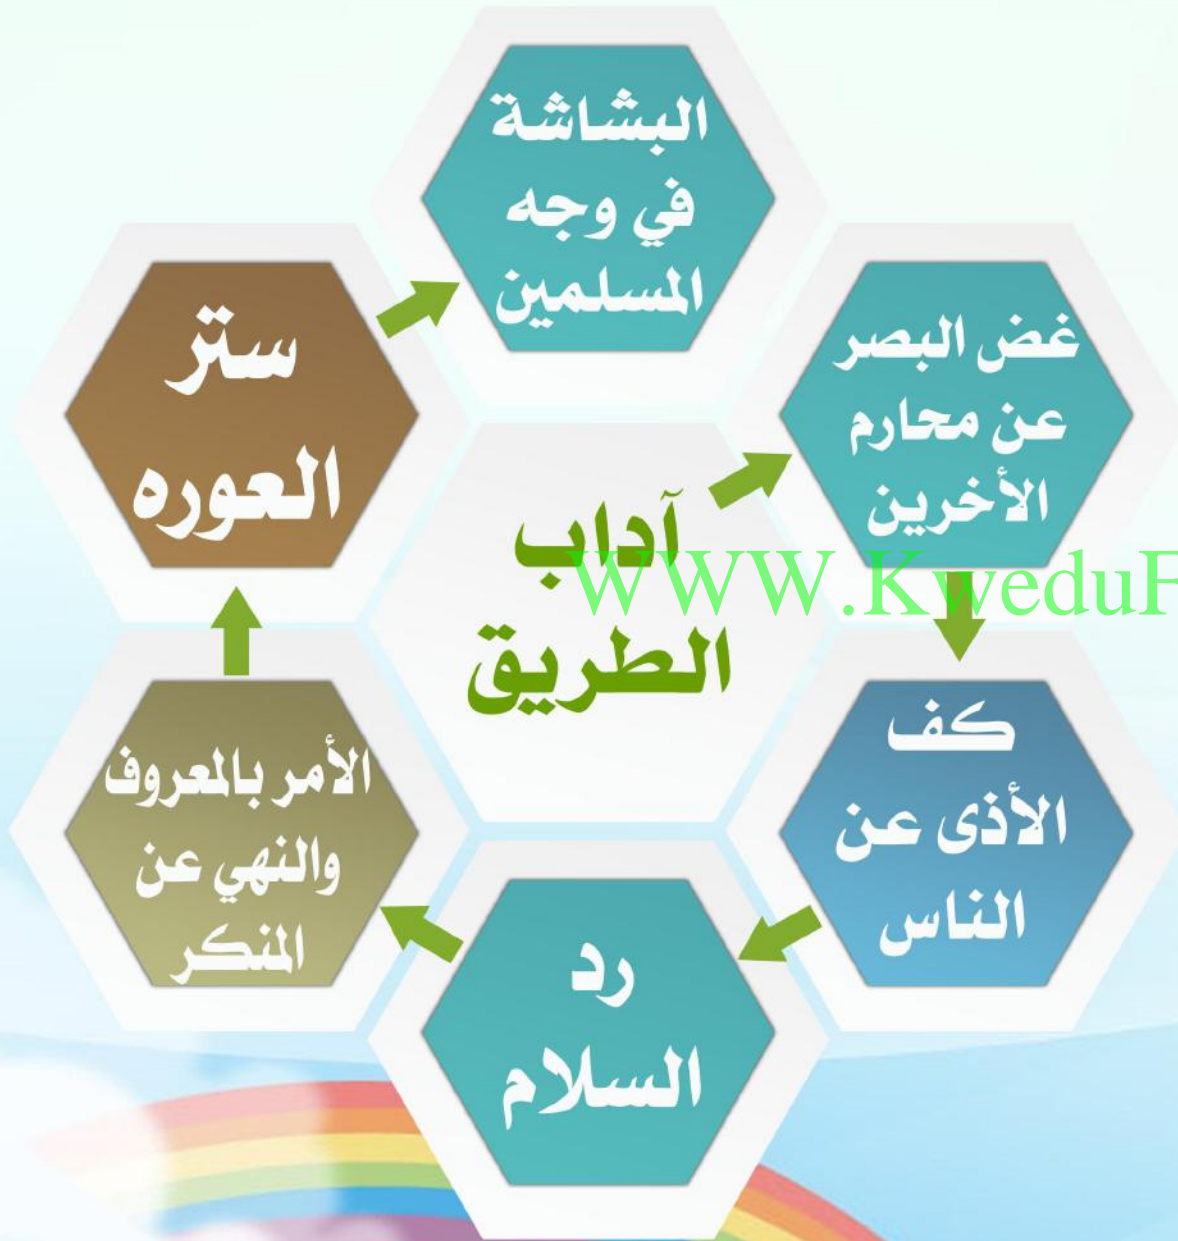 آداب
الطريق
غض البصر
عن محارم
الأخرين
كف
الأذى عن
الناس
رد
السلام
الأمر بالمعروف
والنهي عن
المنكر
ستر
العوره
البشاشة
في وجه
المسلمين
WWW.KweduF